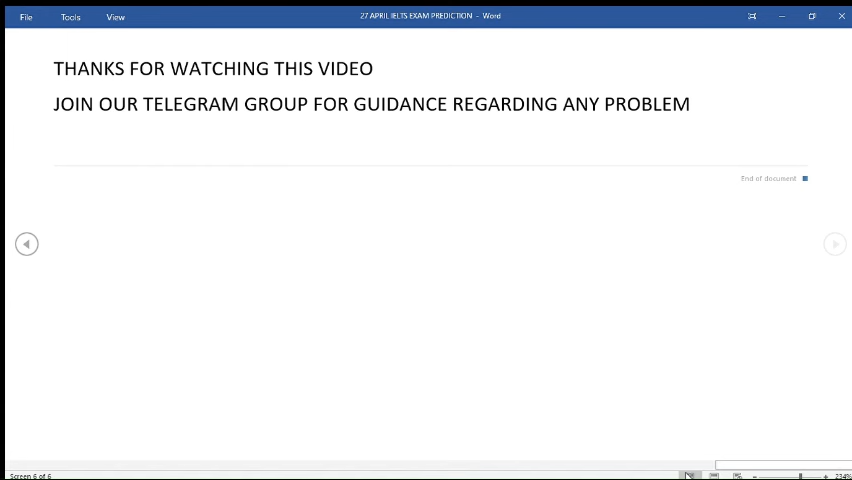 File Tools View 27 APRIL IELTS EXAM PREDICTION - Word
THANKS FOR WATCHING THIS VIDEO
JOIN OUR TELEGRAM GROUP FOR GUIDANCE REGARDING ANY PROBLEM
End of document
Screen 6 of 6 234%